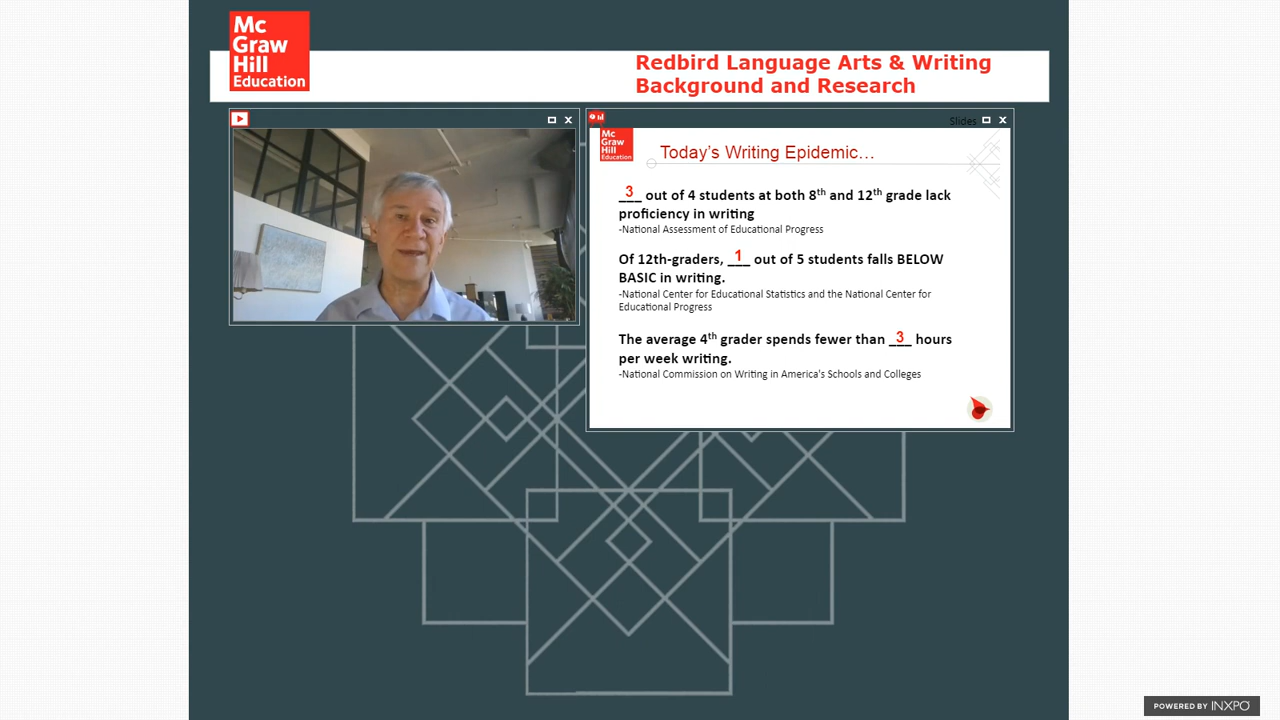 Mc
Graw
Hill
Education
Redbird Language Arts & Writing
Background and Research
Slides
Mc
Graw
Hill
Education
Today's Writing Epidemic…
_3_ out of 4 students at both 8th and 12th grade lack
proficiency in writing
-National Assessment of Educational Progress
Of 12th-graders, _1_ out of 5 students falls BELOW
BASIC in writing.
-National Center for Educational Statistics and the National Center for
Educational Progress
The average 4th grader spends fewer than _3_ hours
per week writing.
-National Commission on Writing in America's Schools and Colleges
POWERED BY INXPO